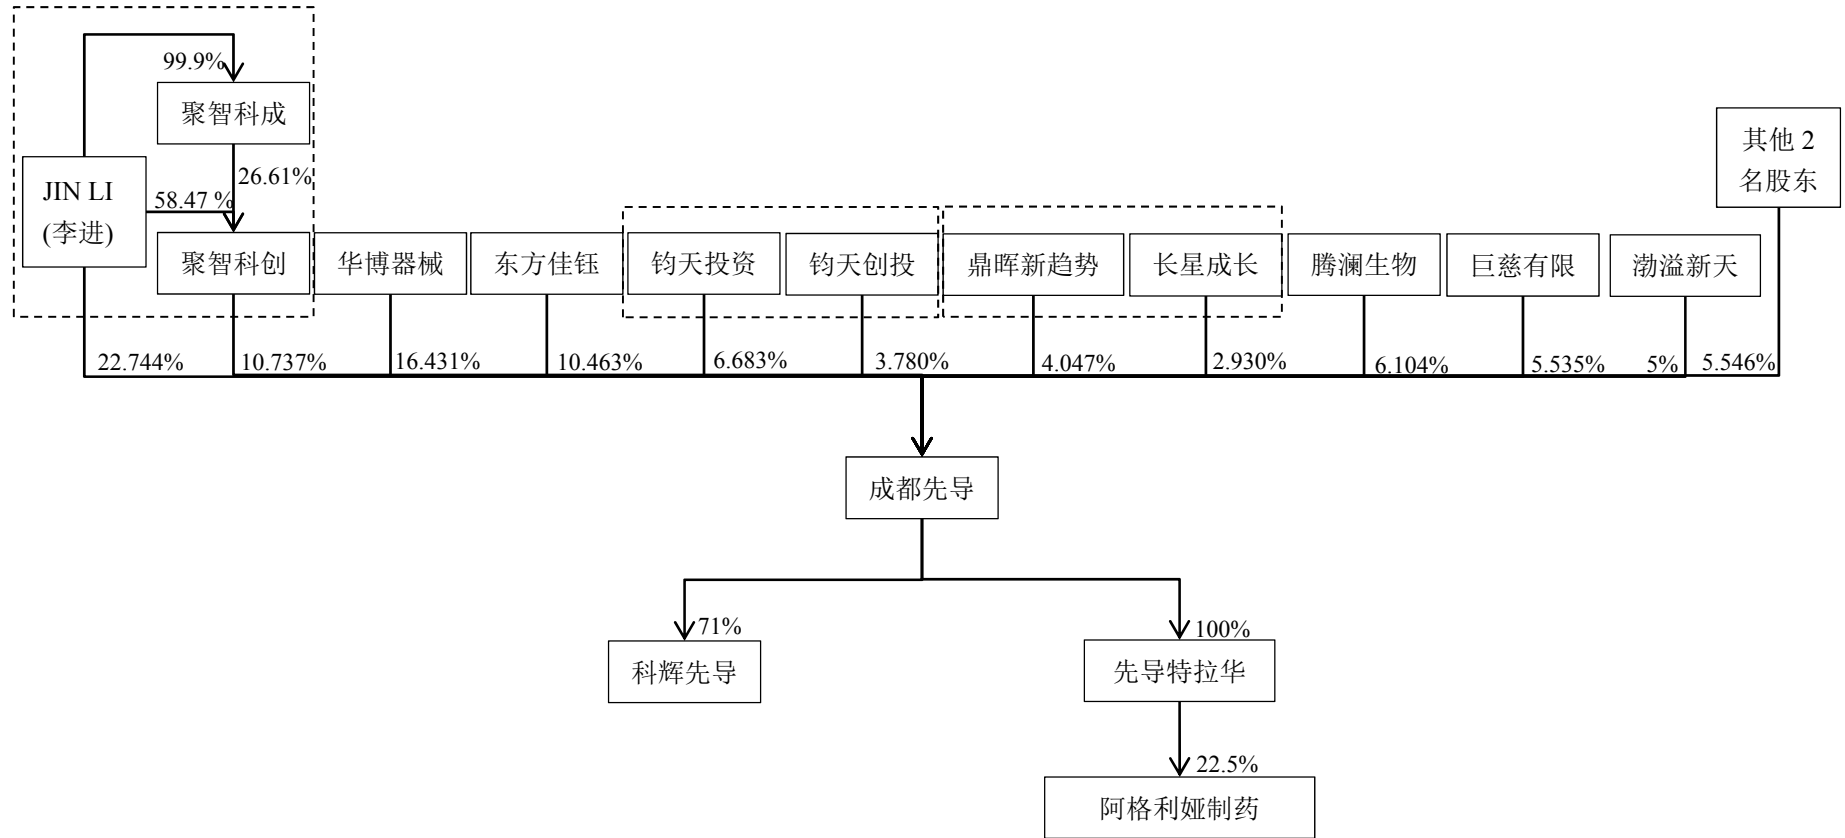 99.9%
聚智科成
其他 2
名股东
JIN LI
(李进)
26.61%
58.47 %
聚智科创
华博器械
东方佳钰
钧天投资
钧天创投
鼎晖新趋势
长星成长
腾澜生物
巨慈有限
渤溢新天
22.744%
10.737%
16.431%
10.463%
6.683%
3.780%
4.047%
2.930%
6.104%
5.535%
5%
5.546%
成都先导
71%
100%
科辉先导
先导特拉华
22.5%
阿格利娅制药